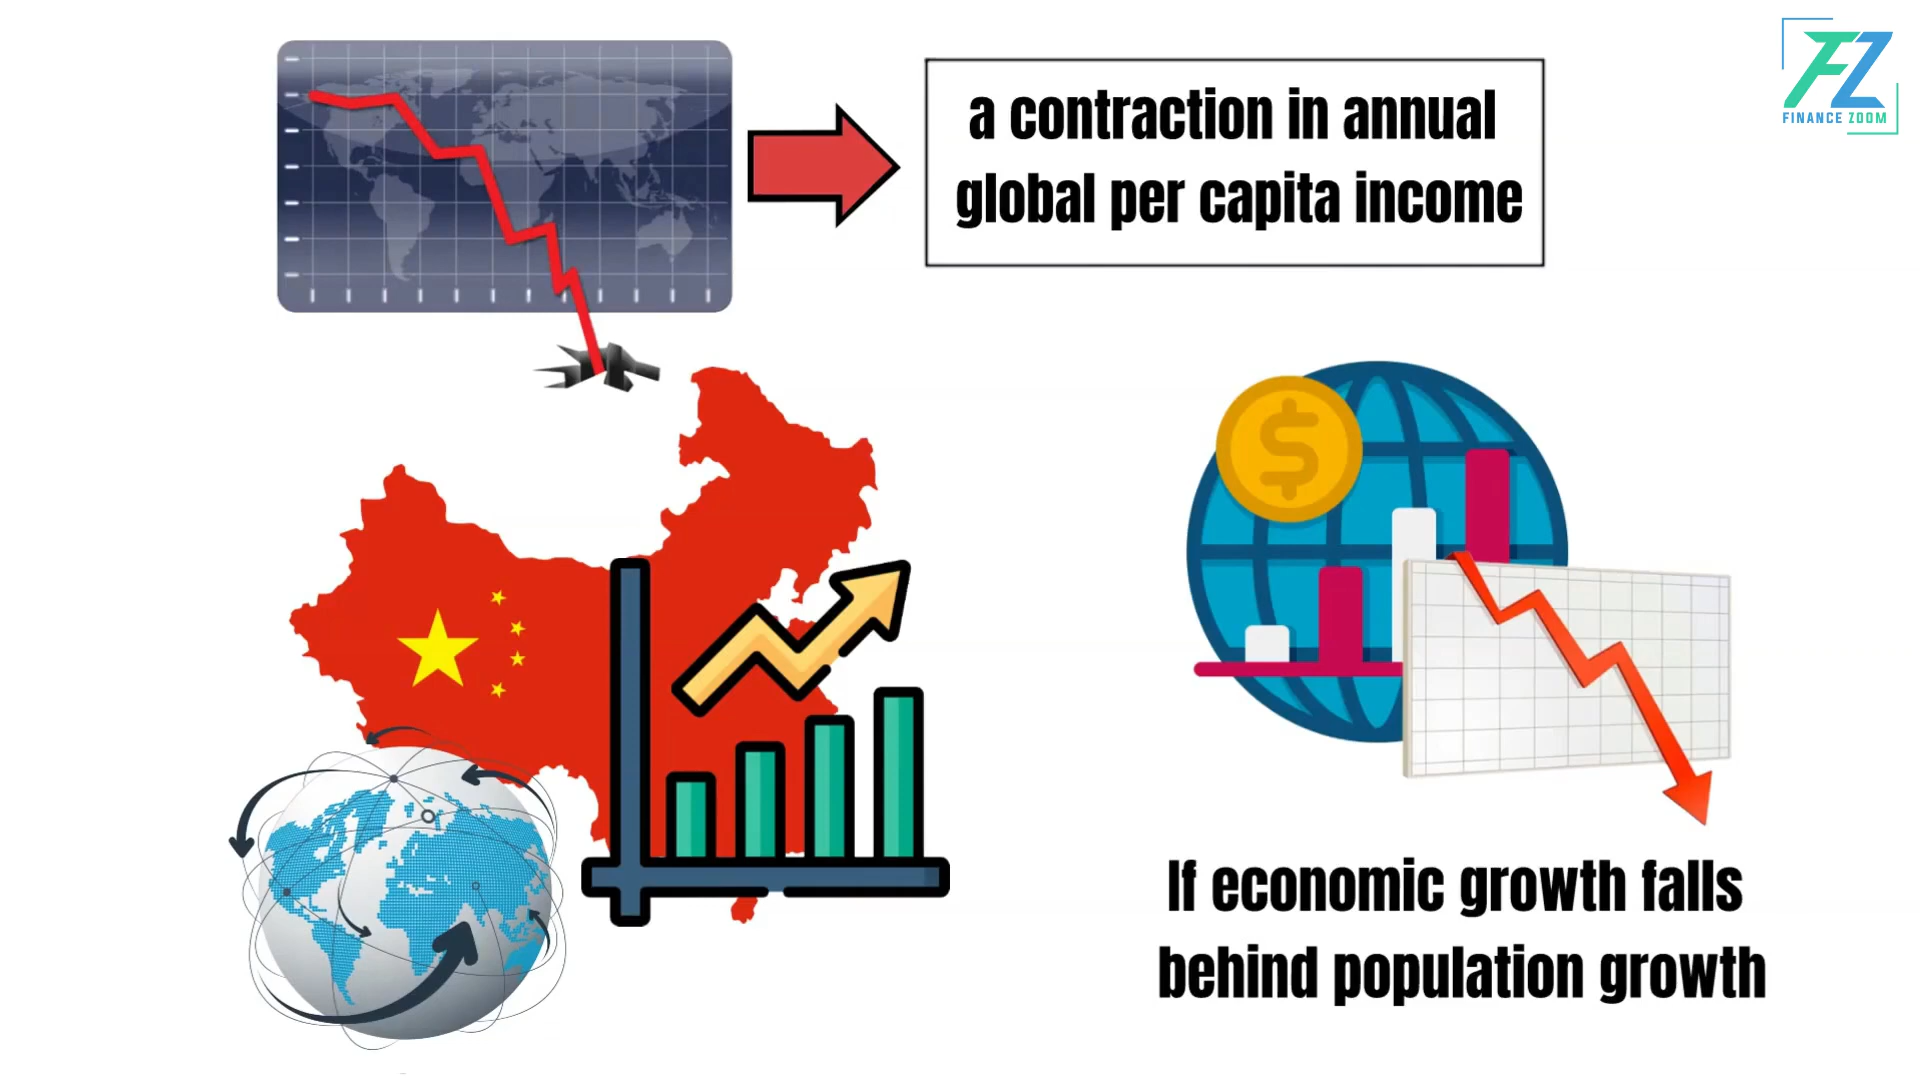 a contraction in annual
global per capita income
FZ
FINANCE ZOOM
$
If economic growth falls
behind population growth